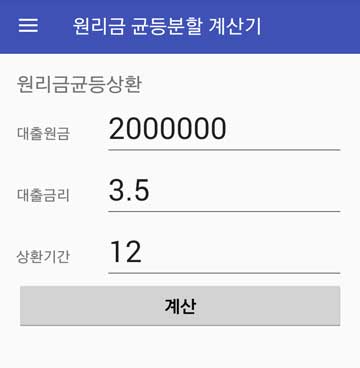 원리금 균등분할 계산기
원리금균등상환
대출원금 2000000
대출금리 3.5
상환기간 12
계산